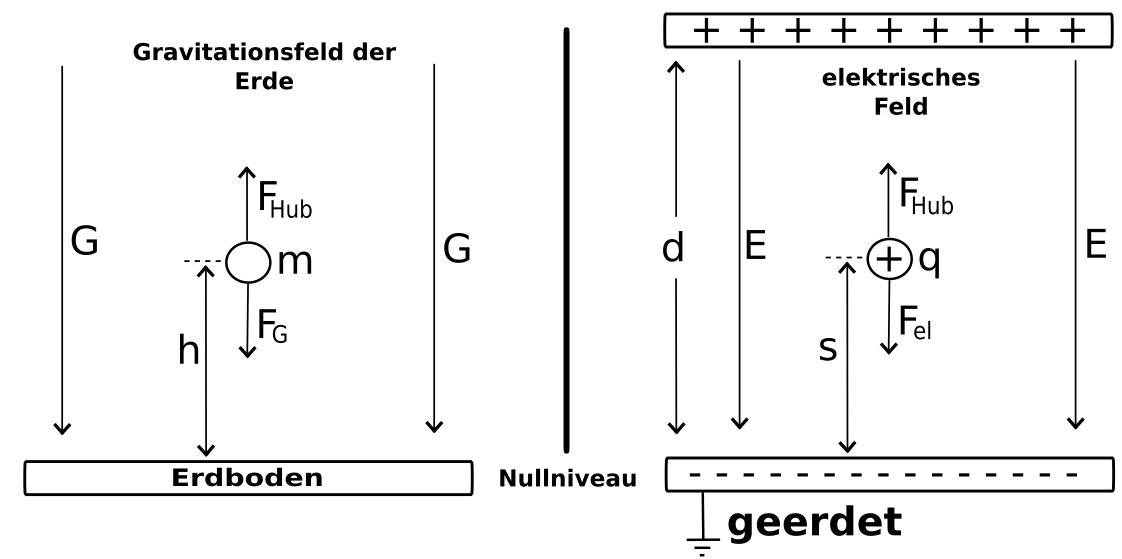 Gravitationsfeld der
Erde
G
F_Hub
m
F_G
h
G
Erdboden
Nullniveau
+ + + + + + + + +
elektrisches
Feld
d
E
F_Hub
+ q
F_el
s
E
- - - - - - - - - - - - - - -
geerdet